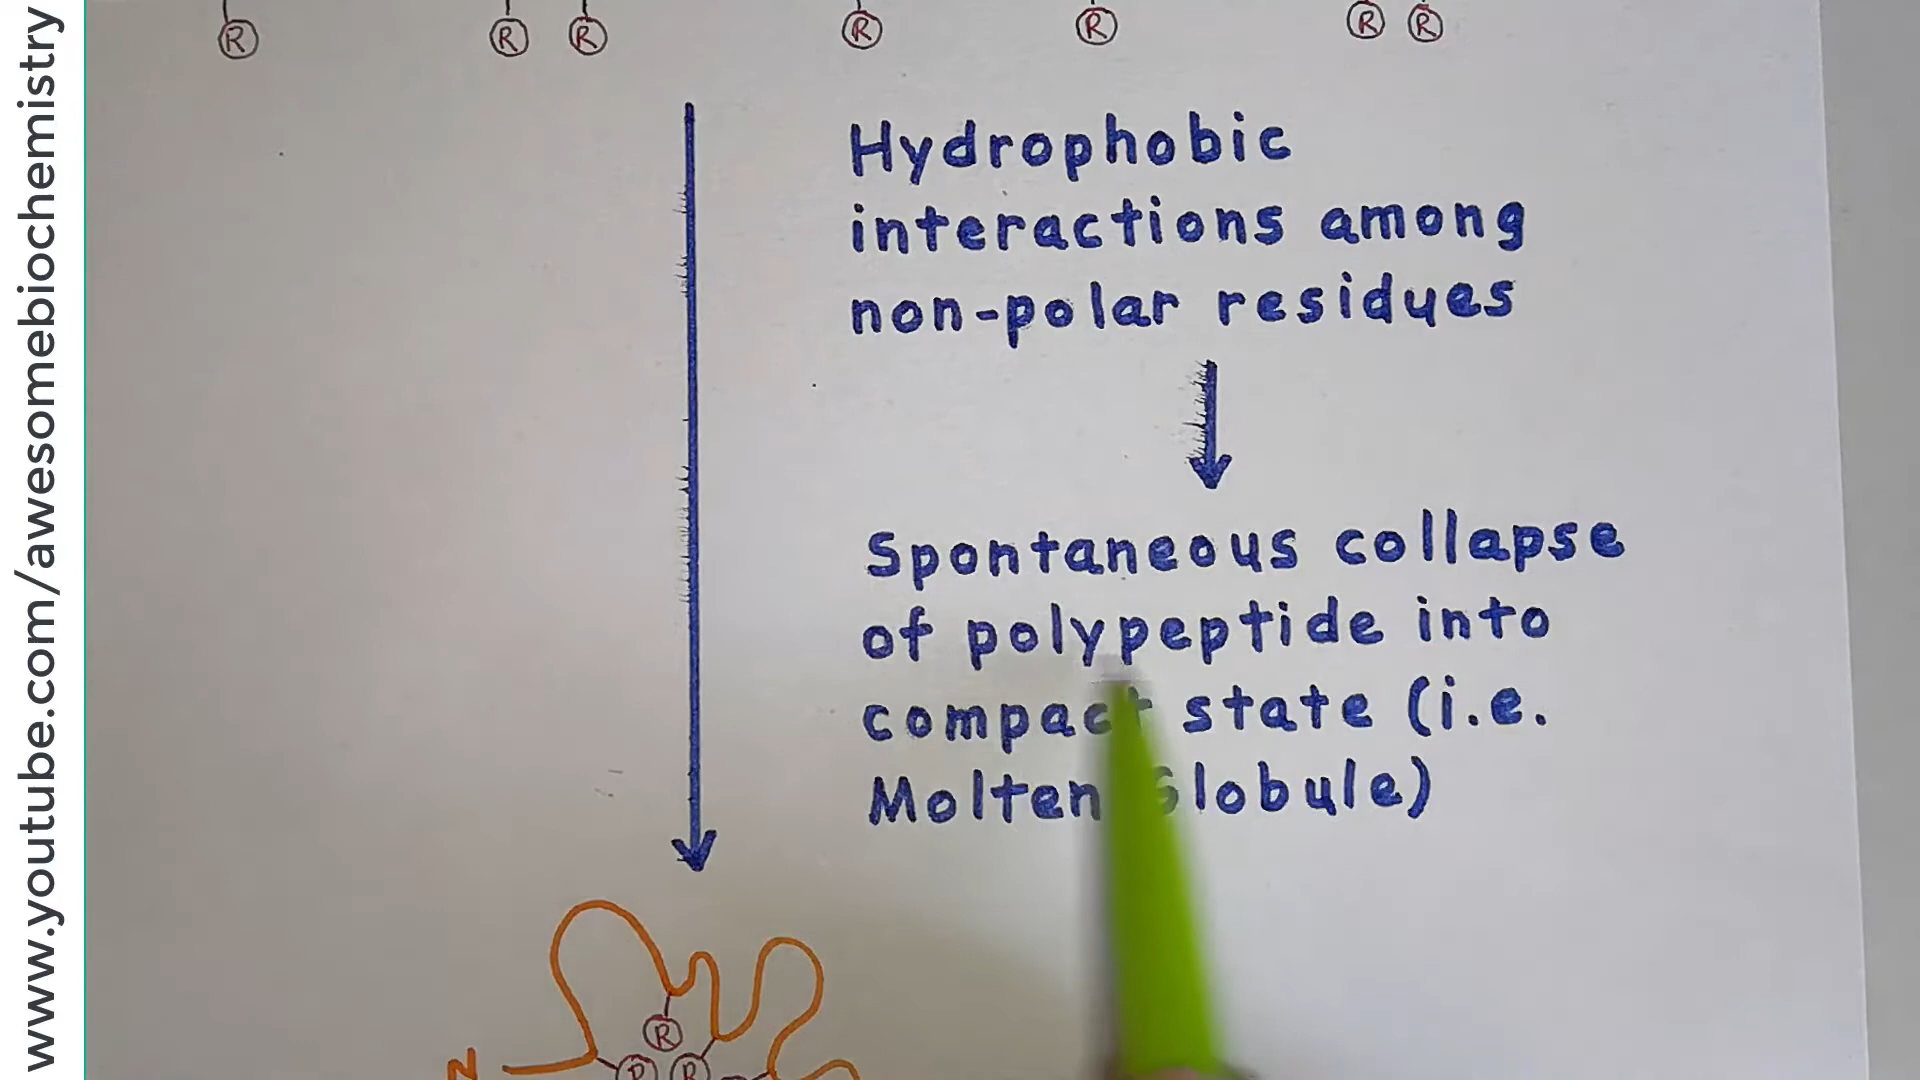 www.youtube.com/awesomebiochemistry
R R R R R R R
Hydrophobic
interactions among
non-polar residues
Spontaneous collapse
of polypeptide into
compact state (i.e.
Molten Globule)
R
N R R